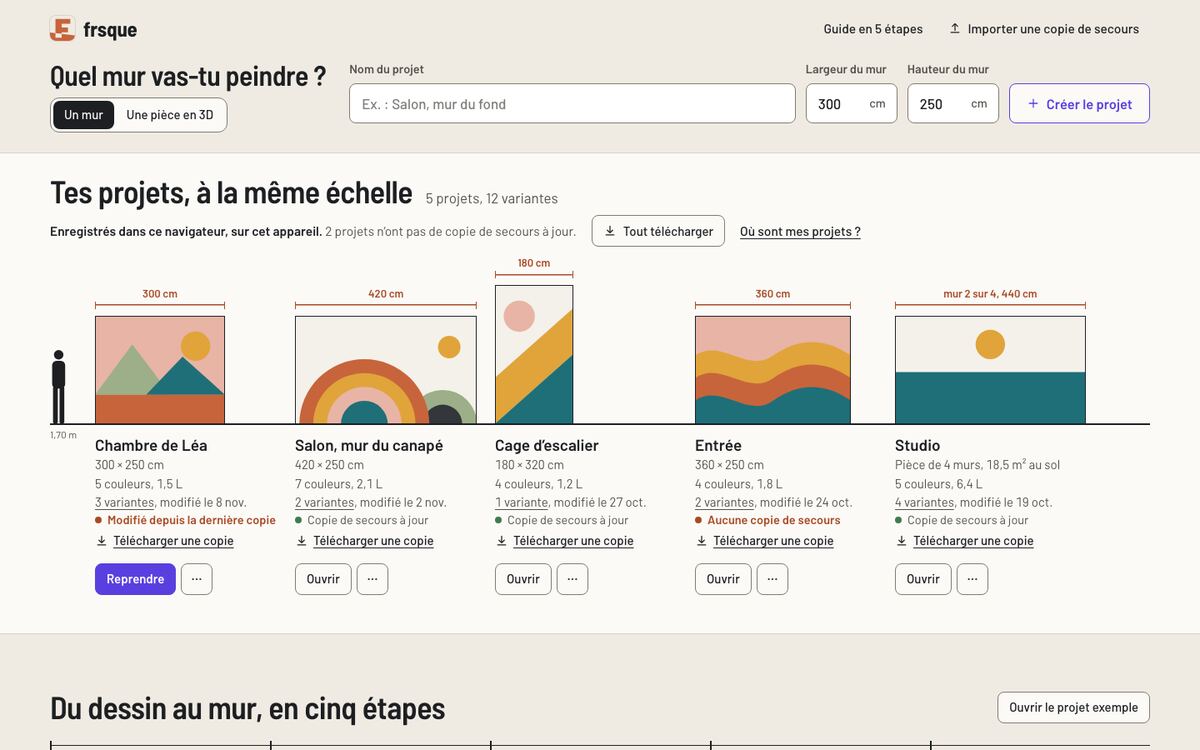 frsque
Guide en 5 étapes
Importer une copie de secours
Quel mur vas-tu peindre ?
Un mur
Une pièce en 3D
Nom du projet
Ex. : Salon, mur du fond
Largeur du mur
300 cm
Hauteur du mur
250 cm
+ Créer le projet
Tes projets, à la même échelle
5 projets, 12 variantes
Enregistrés dans ce navigateur, sur cet appareil. 2 projets n'ont pas de copie de secours à jour.
Tout télécharger
Où sont mes projets ?
1,70 m
300 cm
Chambre de Léa
300 × 250 cm
5 couleurs, 1,5 L
3 variantes, modifié le 8 nov.
Modifié depuis la dernière copie
Télécharger une copie
Reprendre
...
420 cm
Salon, mur du canapé
420 × 250 cm
7 couleurs, 2,1 L
2 variantes, modifié le 2 nov.
Copie de secours à jour
Télécharger une copie
Ouvrir
...
180 cm
Cage d'escalier
180 × 320 cm
4 couleurs, 1,2 L
1 variante, modifié le 27 oct.
Copie de secours à jour
Télécharger une copie
Ouvrir
...
360 cm
Entrée
360 × 250 cm
4 couleurs, 1,8 L
2 variantes, modifié le 24 oct.
Aucune copie de secours
Télécharger une copie
Ouvrir
...
mur 2 sur 4, 440 cm
Studio
Pièce de 4 murs, 18,5 m² au sol
5 couleurs, 6,4 L
4 variantes, modifié le 19 oct.
Copie de secours à jour
Télécharger une copie
Ouvrir
...
Du dessin au mur, en cinq étapes
Ouvrir le projet exemple